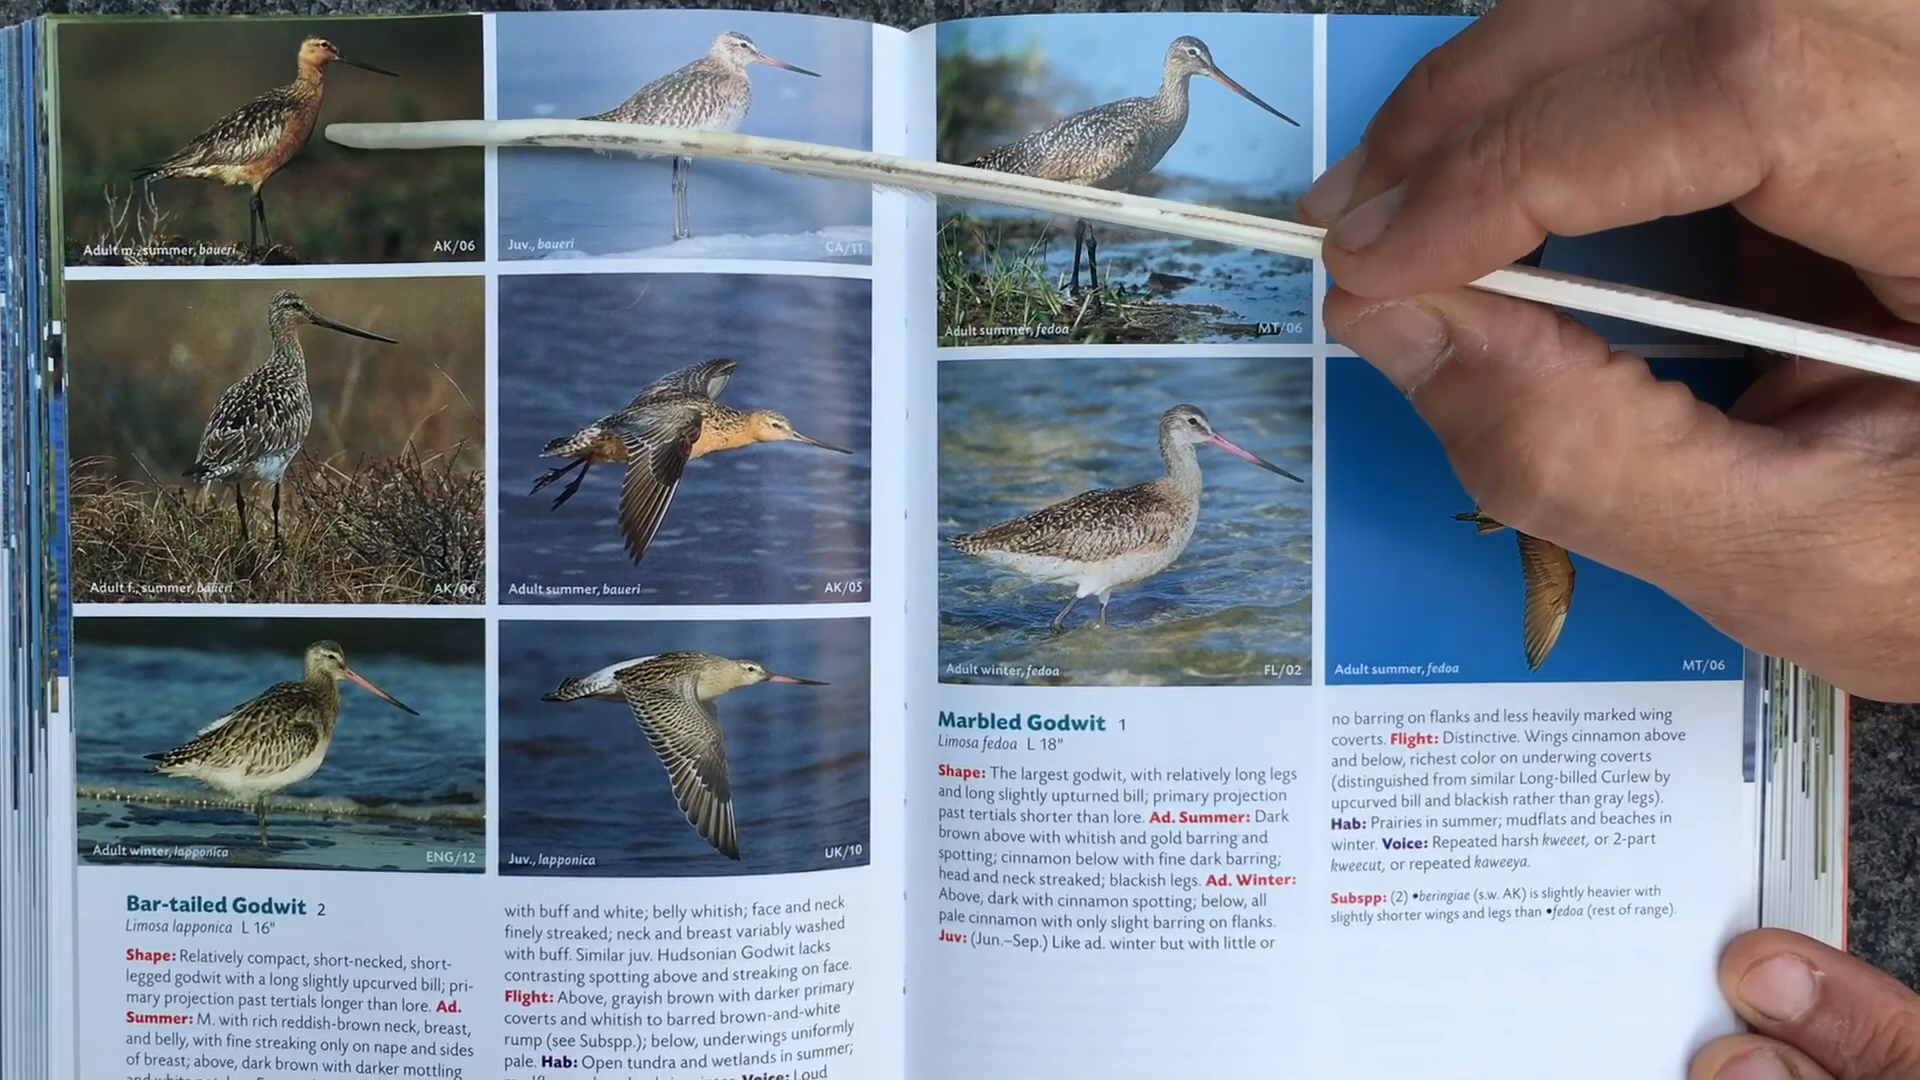 Adult m., summer, baueri AK/06
Juv., baueri CA/11
Adult f., summer, baueri AK/06
Adult summer, baueri AK/05
Adult winter, lapponica ENG/12
Juv., lapponica UK/10
Bar-tailed Godwit 2
Limosa lapponica L 16"
Shape: Relatively compact, short-necked, short-
legged godwit with a long slightly upcurved bill; pri-
mary projection past tertials longer than lore. Ad.
Summer: M. with rich reddish-brown neck, breast,
and belly, with fine streaking only on nape and sides
of breast; above, dark brown with darker mottling
with buff and white; belly whitish; face and neck
finely streaked; neck and breast variably washed
with buff. Similar juv. Hudsonian Godwit lacks
contrasting spotting above and streaking on face.
Flight: Above, grayish brown with darker primary
coverts and whitish to barred brown-and-white
rump (see Subspp.); below, underwings uniformly
pale. Hab: Open tundra and wetlands in summer;
Voice: Loud
Adult summer, fedoa MT/06
Adult winter, fedoa FL/02
Adult summer, fedoa MT/06
Marbled Godwit 1
Limosa fedoa L 18"
Shape: The largest godwit, with relatively long legs
and long slightly upturned bill; primary projection
past tertials shorter than lore. Ad. Summer: Dark
brown above with whitish and gold barring and
spotting; cinnamon below with fine dark barring;
head and neck streaked; blackish legs. Ad. Winter:
Above, dark with cinnamon spotting; below, all
pale cinnamon with only slight barring on flanks.
Juv: (Jun.–Sep.) Like ad. winter but with little or
no barring on flanks and less heavily marked wing
coverts. Flight: Distinctive. Wings cinnamon above
and below, richest color on underwing coverts
(distinguished from similar Long-billed Curlew by
upcurved bill and blackish rather than gray legs).
Hab: Prairies in summer; mudflats and beaches in
winter. Voice: Repeated harsh kweeet, or 2-part
kweecut, or repeated kaweeya.
Subspp: (2) •beringiae (s.w. AK) is slightly heavier with
slightly shorter wings and legs than •fedoa (rest of range).